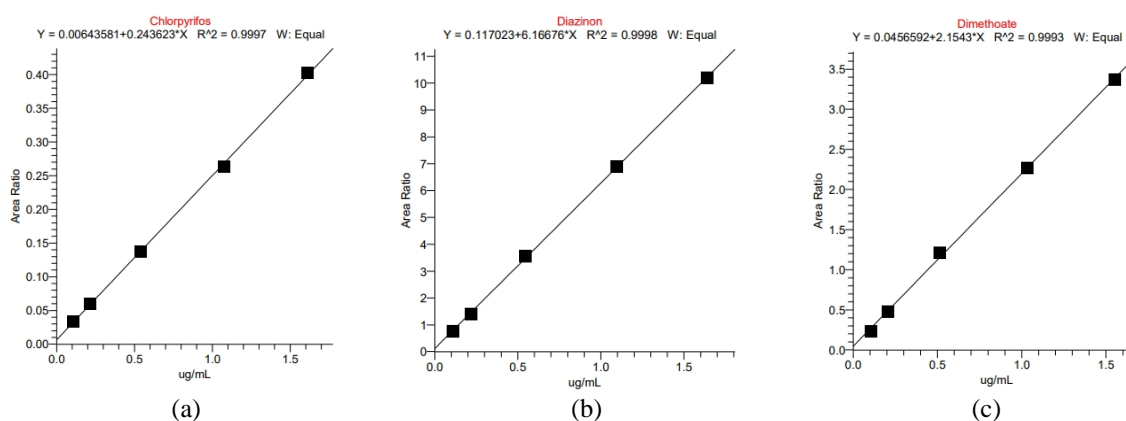 Chlorpyrifos
Y = 0.00643581+0.243623*X R^2 = 0.9997 W: Equal
0.40
0.35
0.30
0.25
0.20
0.15
0.10
0.05
0.00
Area Ratio
0.0 0.5 1.0 1.5
ug/mL
(a)
Diazinon
Y = 0.117023+6.16676*X R^2 = 0.9998 W: Equal
11
10
9
8
7
6
5
4
3
2
1
0
Area Ratio
0.0 0.5 1.0 1.5
ug/mL
(b)
Dimethoate
Y = 0.0456592+2.1543*X R^2 = 0.9993 W: Equal
3.5
3.0
2.5
2.0
1.5
1.0
0.5
0.0
Area Ratio
0.0 0.5 1.0 1.5
ug/mL
(c)